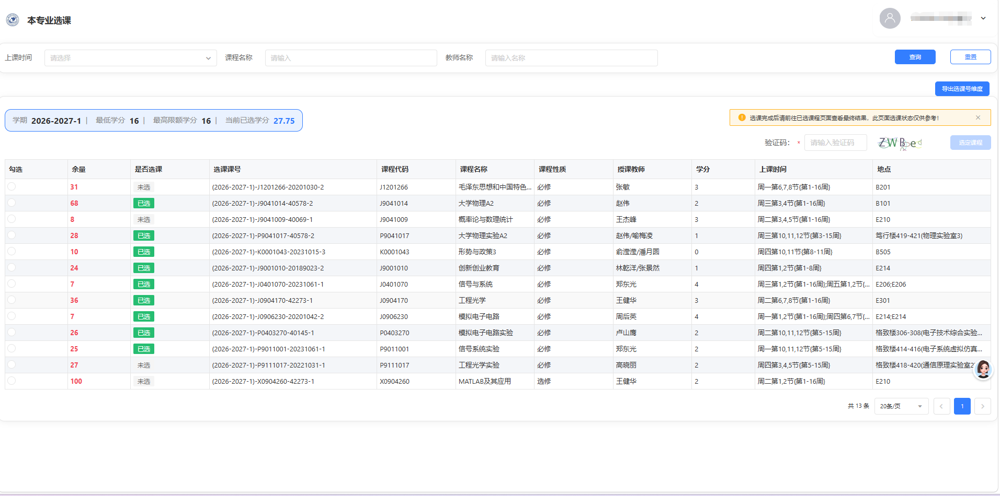 本专业选课
上课时间 请选择 课程名称 请输入 教师名称 请输入名称 查询 重置
导出选课号维度
学期 2026-2027-1 | 最低学分 16 | 最高限额学分 16 | 当前已选学分 27.75
选课完成后请前往已选课程页面查看最终结果，此页面选课状态仅供参考!
验证码： * 请输入验证码 选定课程
勾选 余量 是否选课 选课课号 课程代码 课程名称 课程性质 授课教师 学分 上课时间 地点
31 未选 (2026-2027-1)-J1201266-20201030-2 J1201266 毛泽东思想和中国特色... 必修 张敏 3 周一第6,7,8节{第1-16周} B201
68 已选 (2026-2027-1)-J9041014-40578-2 J9041014 大学物理A2 必修 赵伟 2 周三第3,4节{第1-16周} B101
8 未选 (2026-2027-1)-J9041009-40069-1 J9041009 概率论与数理统计 必修 王杰峰 3 周二第3,4,5节{第1-16周} E210
28 已选 (2026-2027-1)-P9041017-40578-2 P9041017 大学物理实验A2 必修 赵伟/喻梅凌 1 周三第10,11,12节{第3-15周} 笃行楼419-421(物理实验室3)
10 已选 (2026-2027-1)-K0001043-20231015-3 K0001043 形势与政策3 必修 俞滢滢/潘月圆 0 周四第10,11节{第8-11周} B505
24 已选 (2026-2027-1)-J9001010-20189023-2 J9001010 创新创业教育 必修 林乾洋/张景然 1 周四第1,2节{第1-8周} E214
7 已选 (2026-2027-1)-J0401070-20231061-1 J0401070 信号与系统 必修 郑东光 4 周三第1,2节{第1-16周};周五第1,2节{... E206;E206
36 已选 (2026-2027-1)-J0904170-42273-1 J0904170 工程光学 必修 王健华 3 周二第6,7,8节{第1-16周} E301
7 已选 (2026-2027-1)-J0906230-20201042-2 J0906230 模拟电子电路 必修 周后英 4 周一第1,2节{第1-16周};周四第6,7节{... E214;E214
26 已选 (2026-2027-1)-P0403270-40145-1 P0403270 模拟电子电路实验 必修 卢山鹰 2 周二第10,11,12节{第5-15周} 格致楼306-308(电子技术综合实验...
25 已选 (2026-2027-1)-P9011001-20231061-1 P9011001 信号系统实验 必修 郑东光 2 周一第10,11,12节{第5-15周} 格致楼414-416(电子系统虚拟仿真...
27 未选 (2026-2027-1)-P9111017-20221031-1 P9111017 工程光学实验 必修 高晓丽 2 周四第3,4,5节{第5-15周} 格致楼418-420(通信原理实验室2
100 未选 (2026-2027-1)-X0904260-42273-1 X0904260 MATLAB及其应用 选修 王健华 2 周二第1,2节{第1-16周} E210
共 13 条 20条/页 1